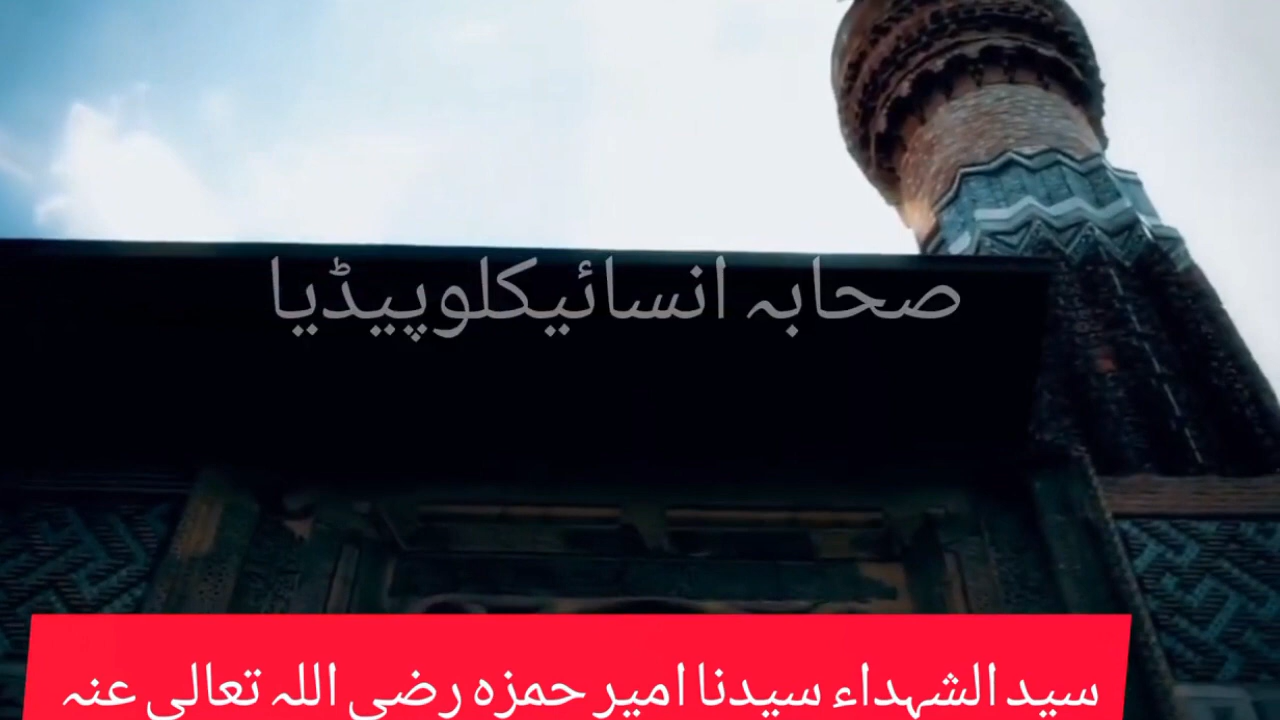 صحابہ انسائیکلوپیڈیا
سید الشہداء سیدنا امیر حمزہ رضی اللہ تعالی عنہ